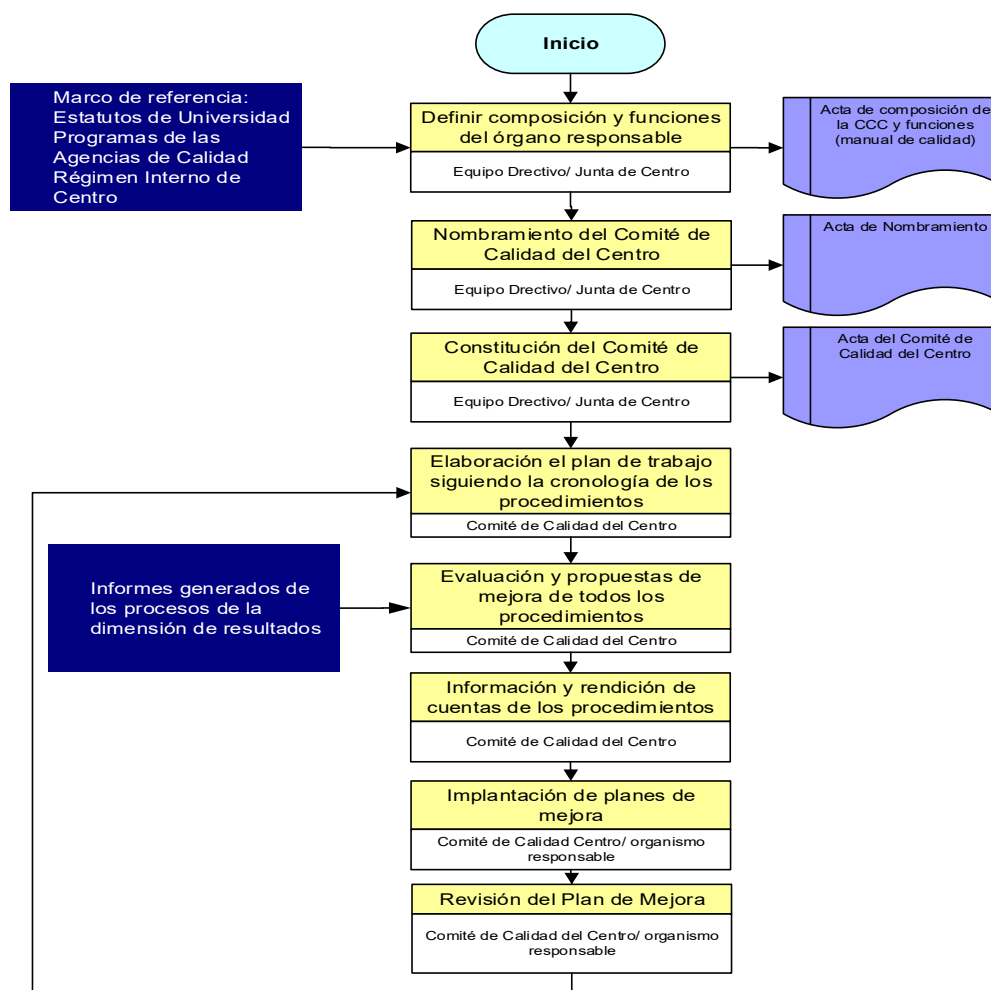 Inicio
Marco de referencia:
Estatutos de Universidad
Programas de las
Agencias de Calidad
Régimen Interno de
Centro
Definir composición y funciones
del órgano responsable
Equipo Drectivo/ Junta de Centro
Acta de composición de
la CCC y funciones
(manual de calidad)
Nombramiento del Comité de
Calidad del Centro
Equipo Drectivo/ Junta de Centro
Acta de Nombramiento
Constitución del Comité de
Calidad del Centro
Equipo Drectivo/ Junta de Centro
Acta del Comité de
Calidad del Centro
Elaboración el plan de trabajo
siguiendo la cronología de los
procedimientos
Comité de Calidad del Centro
Informes generados de
los procesos de la
dimensión de resultados
Evaluación y propuestas de
mejora de todos los
procedimientos
Comité de Calidad del Centro
Información y rendición de
cuentas de los procedimientos
Comité de Calidad del Centro
Implantación de planes de
mejora
Comité de Calidad Centro/ organismo
responsable
Revisión del Plan de Mejora
Comité de Calidad del Centro/ organismo
responsable